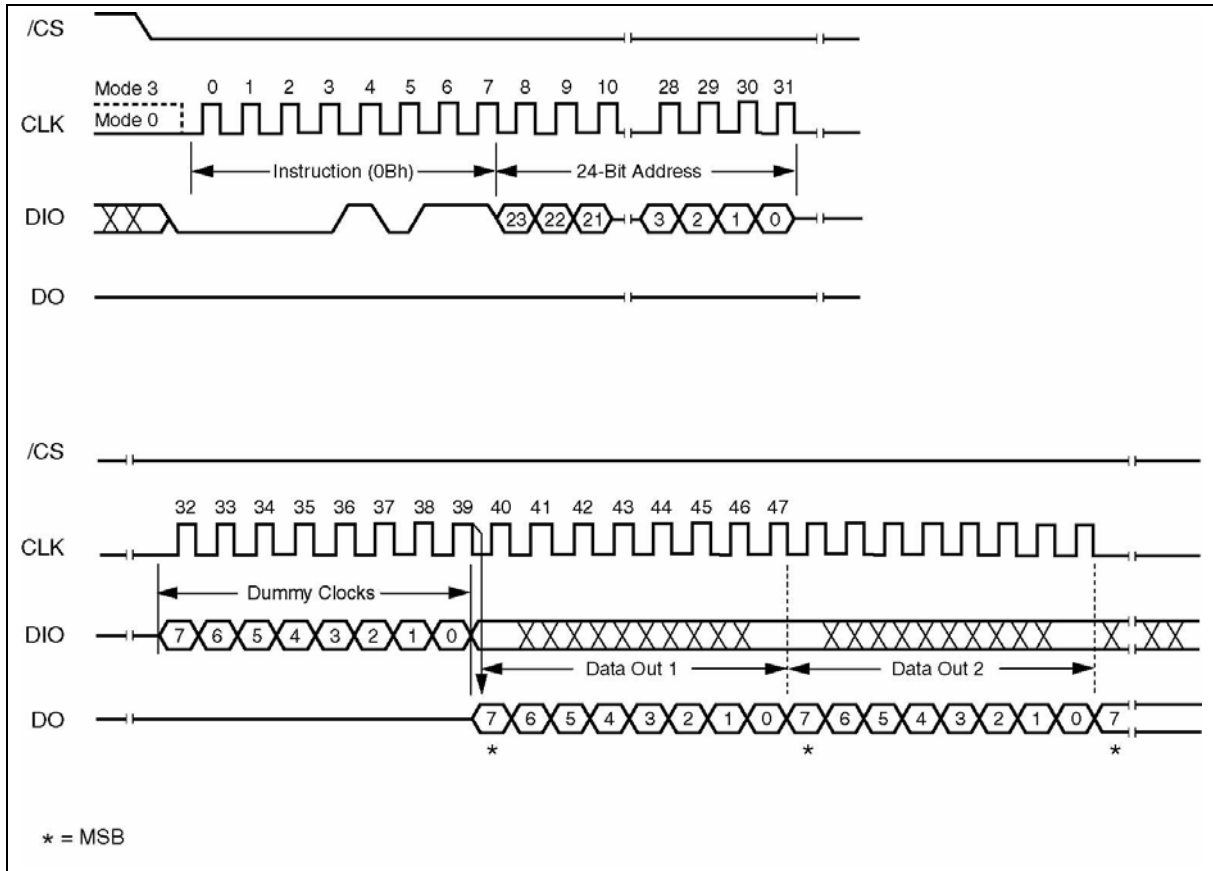 /CS
Mode 3 0 1 2 3 4 5 6 7 8 9 10 28 29 30 31
CLK Mode 0
Instruction (0Bh) 24-Bit Address
DIO 23 22 21 3 2 1 0
DO
/CS
32 33 34 35 36 37 38 39 40 41 42 43 44 45 46 47
CLK
Dummy Clocks
DIO 7 6 5 4 3 2 1 0
Data Out 1 Data Out 2
DO 7 6 5 4 3 2 1 0 7 6 5 4 3 2 1 0 7
* * *
* = MSB